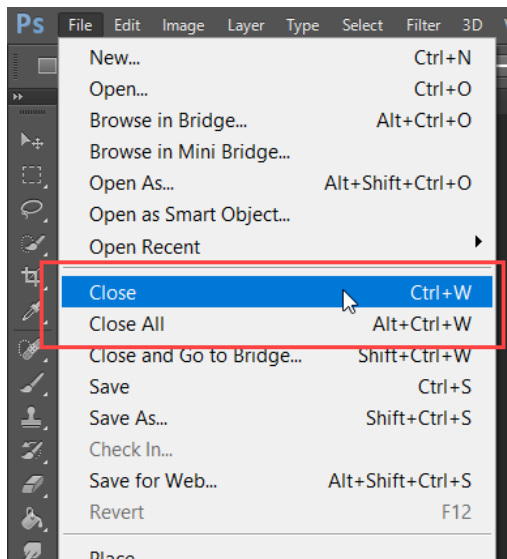 Ps File Edit Image Layer Type Select Filter 3D
New... Ctrl+N
Open... Ctrl+O
Browse in Bridge... Alt+Ctrl+O
Browse in Mini Bridge...
Open As... Alt+Shift+Ctrl+O
Open as Smart Object...
Open Recent
Close Ctrl+W
Close All Alt+Ctrl+W
Close and Go to Bridge... Shift+Ctrl+W
Save Ctrl+S
Save As... Shift+Ctrl+S
Check In...
Save for Web... Alt+Shift+Ctrl+S
Revert F12
Place